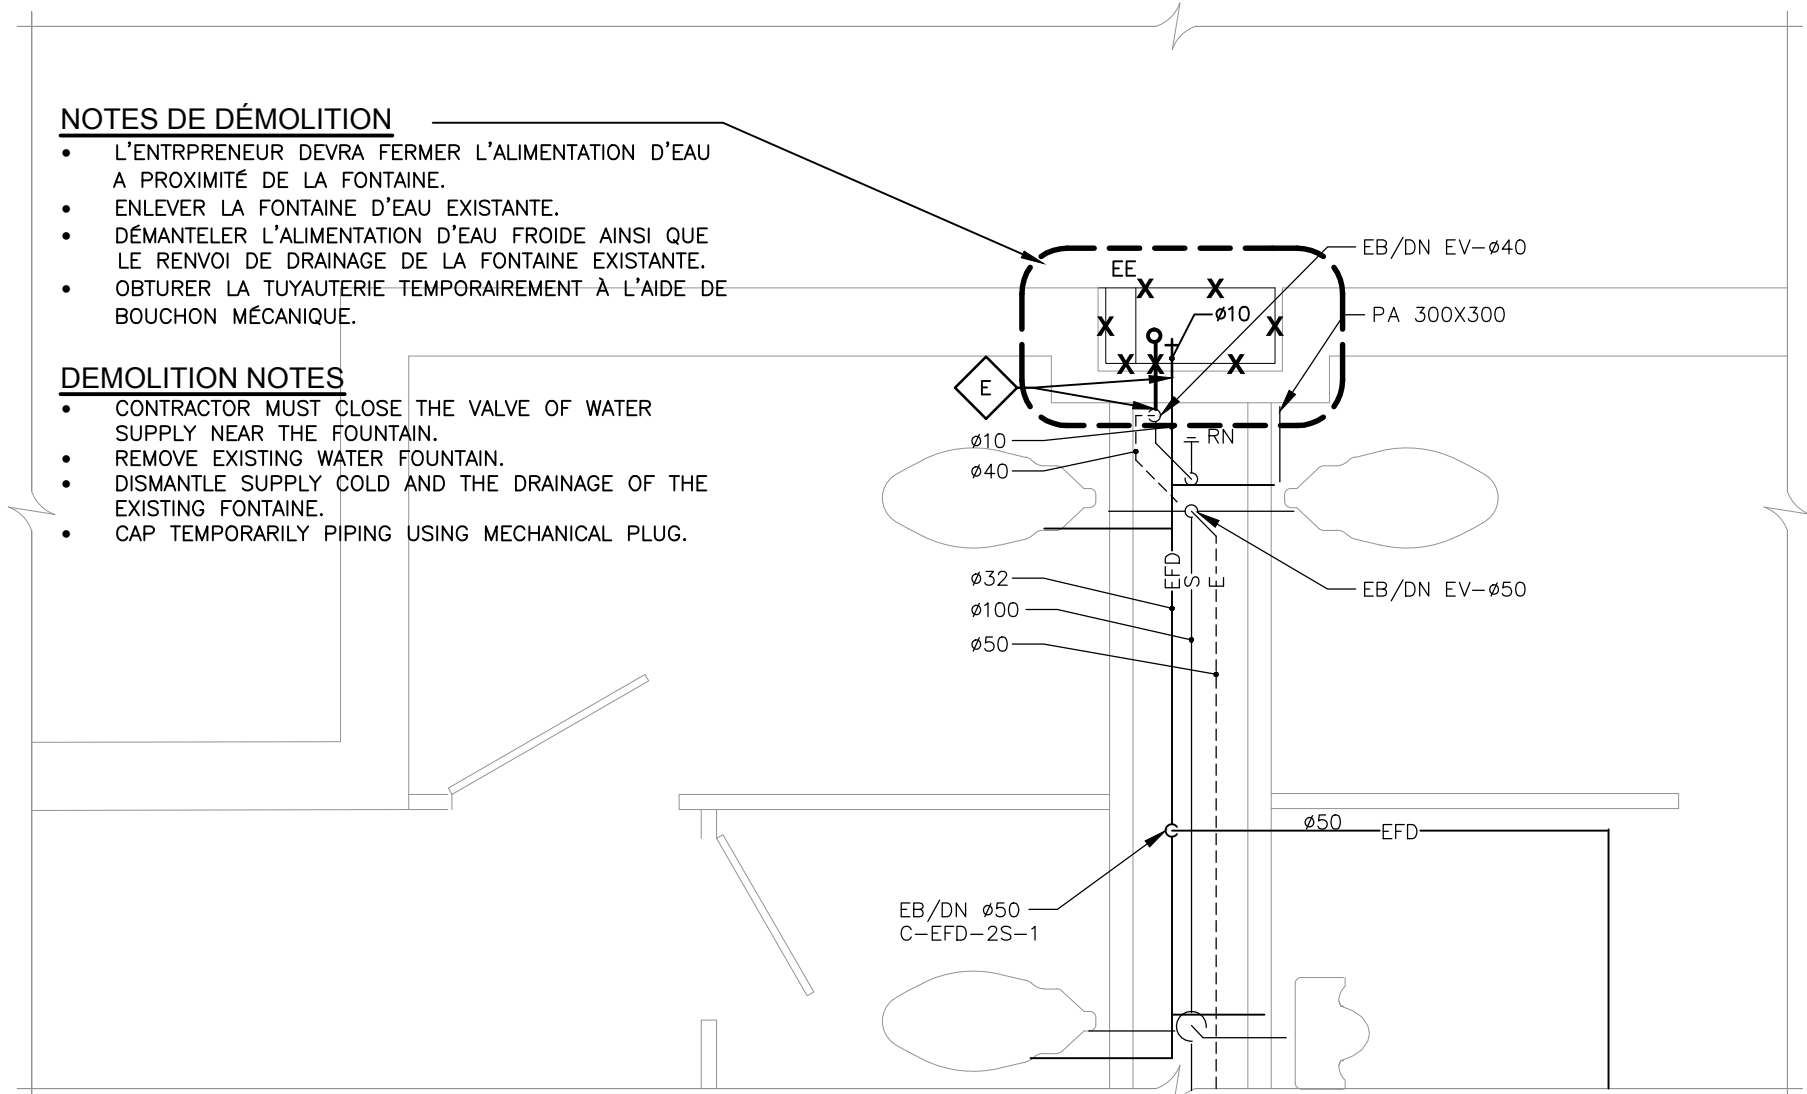 NOTES DE DÉMOLITION
• L'ENTRPRENEUR DEVRA FERMER L'ALIMENTATION D'EAU
A PROXIMITÉ DE LA FONTAINE.
• ENLEVER LA FONTAINE D'EAU EXISTANTE.
• DÉMANTELER L'ALIMENTATION D'EAU FROIDE AINSI QUE
LE RENVOI DE DRAINAGE DE LA FONTAINE EXISTANTE.
• OBTURER LA TUYAUTERIE TEMPORAIREMENT À L'AIDE DE
BOUCHON MÉCANIQUE.
DEMOLITION NOTES
• CONTRACTOR MUST CLOSE THE VALVE OF WATER
SUPPLY NEAR THE FOUNTAIN.
• REMOVE EXISTING WATER FOUNTAIN.
• DISMANTLE SUPPLY COLD AND THE DRAINAGE OF THE
EXISTING FONTAINE.
• CAP TEMPORARILY PIPING USING MECHANICAL PLUG.
EB/DN EV-ø40
EE
X X
ø10
PA 300X300
X X
X X X
E
ø10
RN
ø40
EFD
S
E
ø32
EB/DN EV-ø50
ø100
ø50
ø50
EFD
EB/DN ø50
C-EFD-2S-1